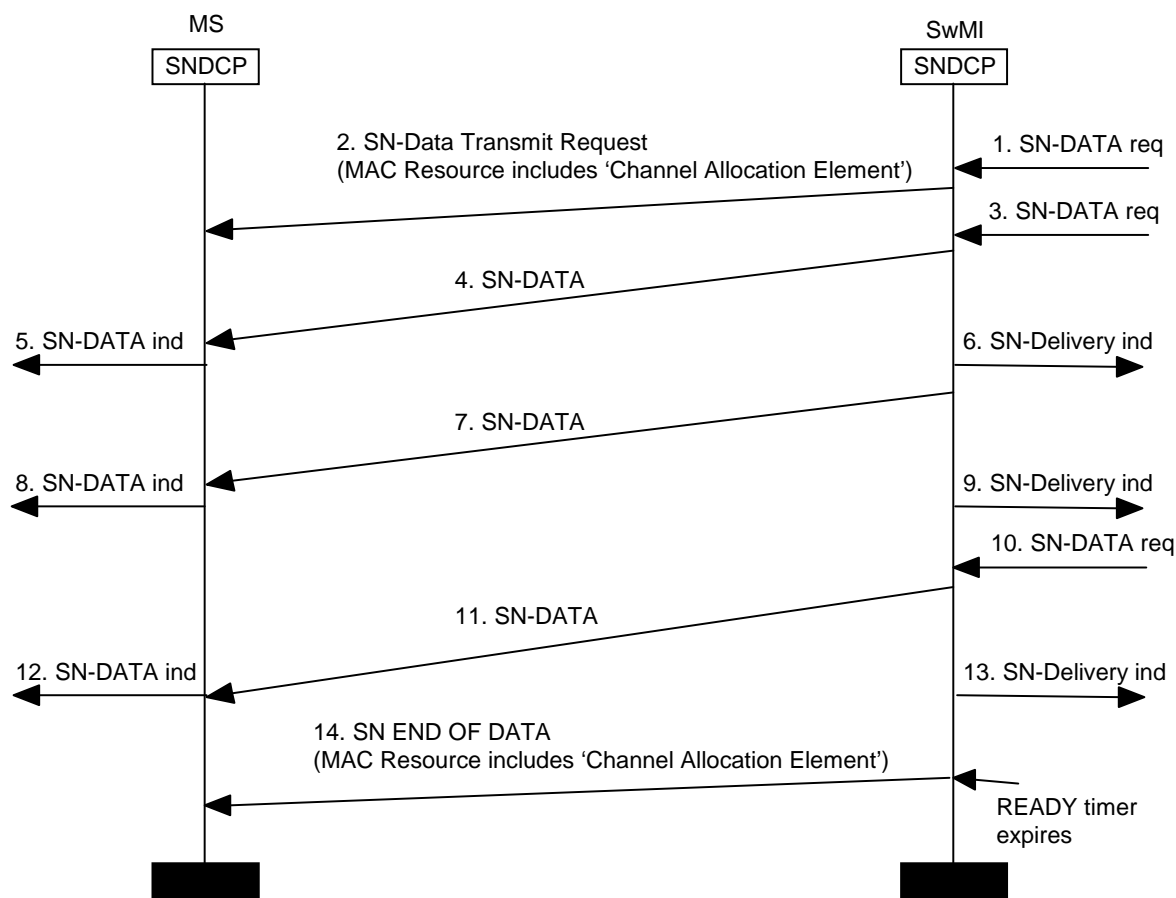 MS
SwMI
SNDCP
SNDCP
2. SN-Data Transmit Request
(MAC Resource includes ‘Channel Allocation Element’)
1. SN-DATA req
3. SN-DATA req
4. SN-DATA
5. SN-DATA ind
6. SN-Delivery ind
7. SN-DATA
8. SN-DATA ind
9. SN-Delivery ind
10. SN-DATA req
11. SN-DATA
12. SN-DATA ind
13. SN-Delivery ind
14. SN END OF DATA
(MAC Resource includes ‘Channel Allocation Element’)
READY timer
expires